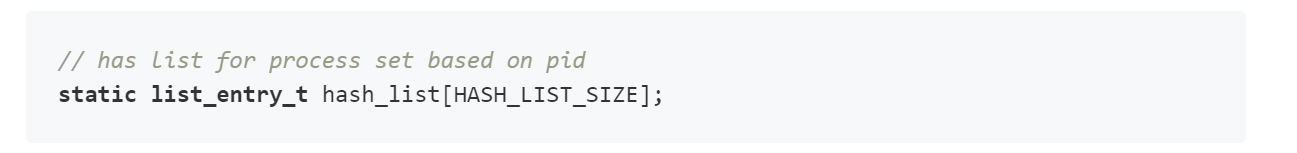 // has list for process set based on pid
static list_entry_t hash_list[HASH_LIST_SIZE];